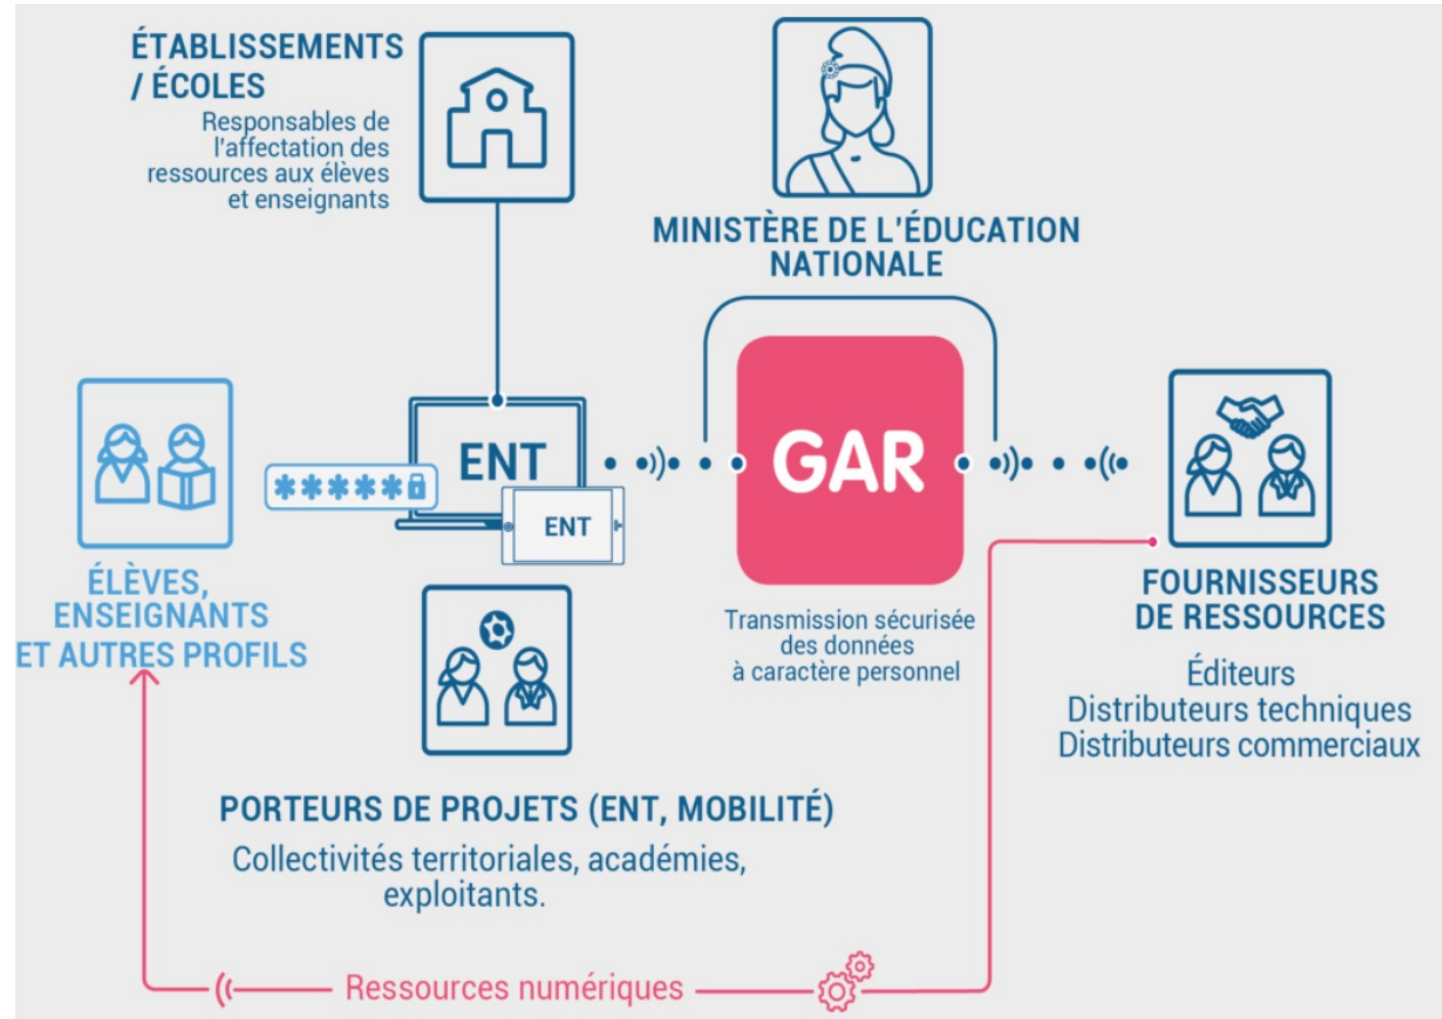 ÉTABLISSEMENTS
/ ÉCOLES
Responsables de
l'affectation des
ressources aux élèves
et enseignants
MINISTÈRE DE L'ÉDUCATION
NATIONALE
*****
ENT
ENT
GAR
ÉLÈVES,
ENSEIGNANTS
ET AUTRES PROFILS
Transmission sécurisée
des données
à caractère personnel
FOURNISSEURS
DE RESSOURCES
Éditeurs
Distributeurs techniques
Distributeurs commerciaux
PORTEURS DE PROJETS (ENT, MOBILITÉ)
Collectivités territoriales, académies,
exploitants.
Ressources numériques